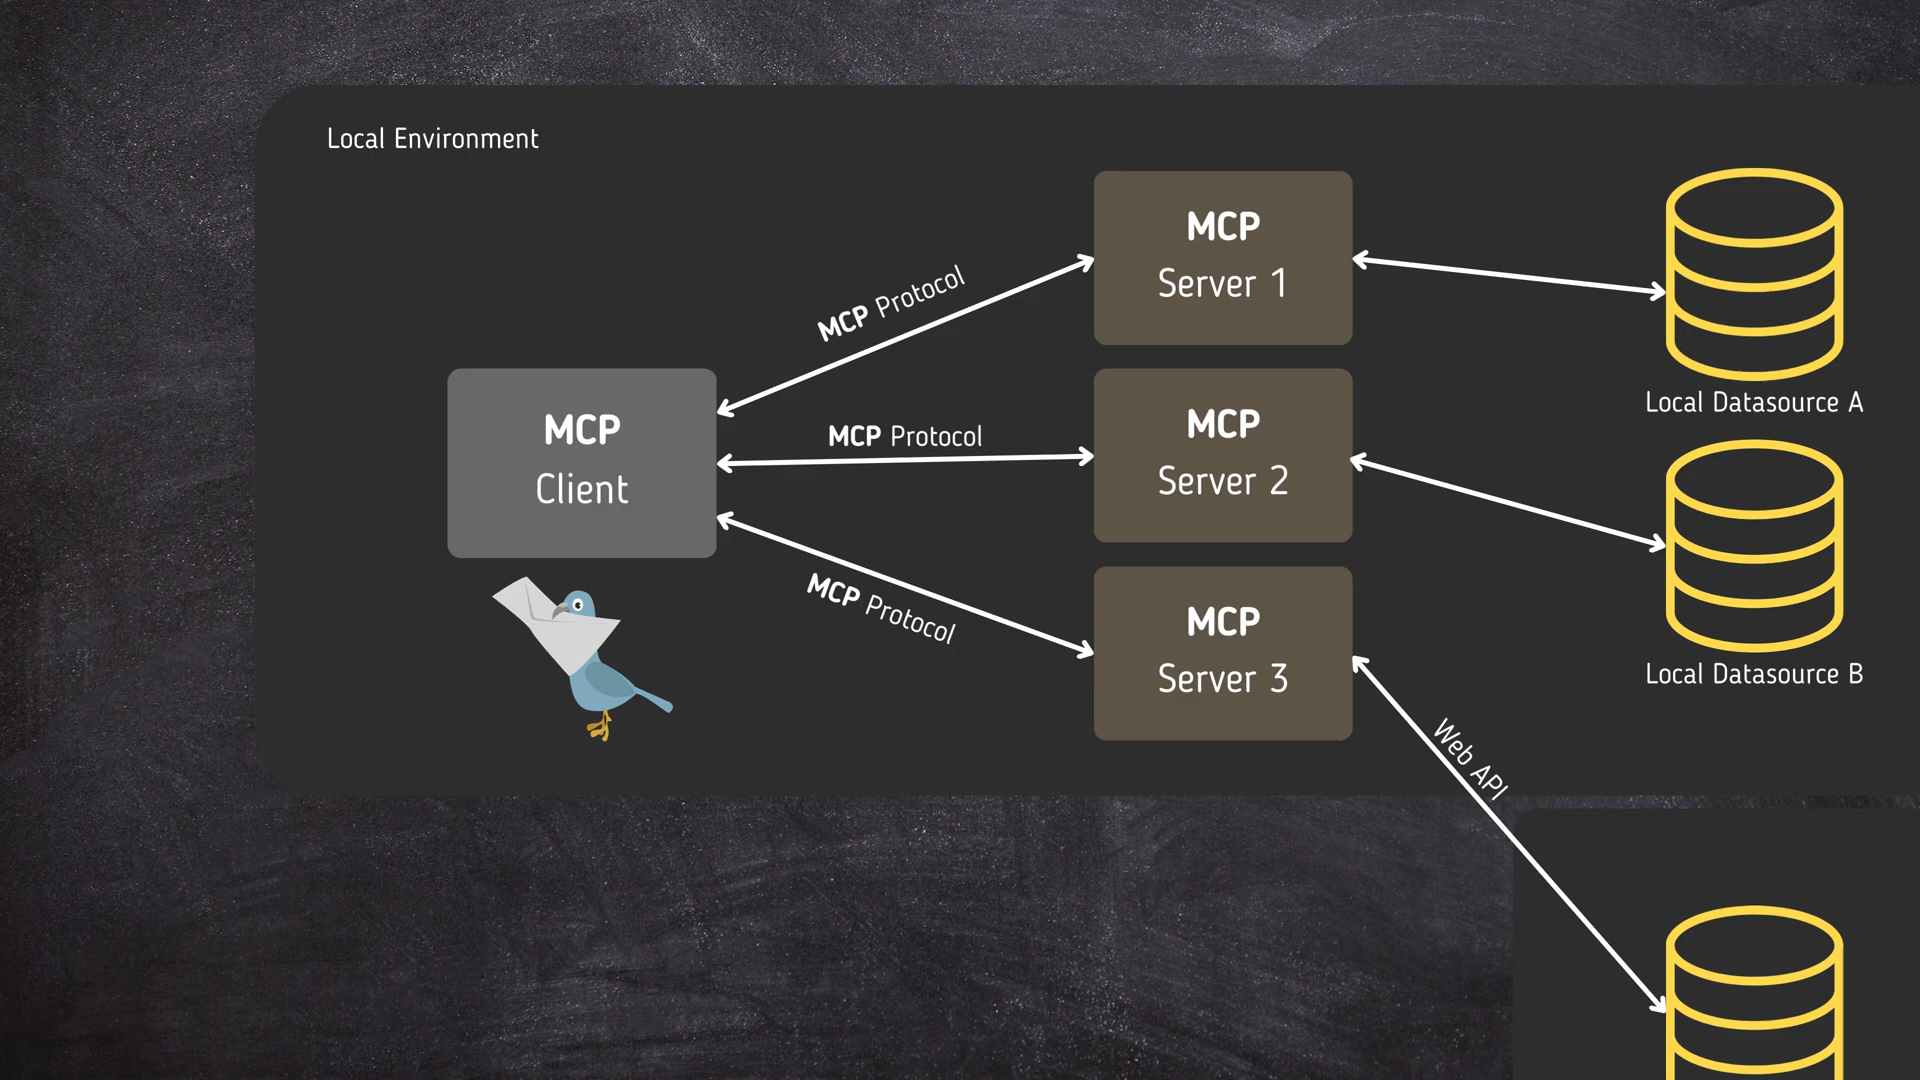 Local Environment
MCP
Server 1
MCP Protocol
Local Datasource A
MCP
Client
MCP Protocol
MCP
Server 2
MCP Protocol
MCP
Server 3
Local Datasource B
Web API